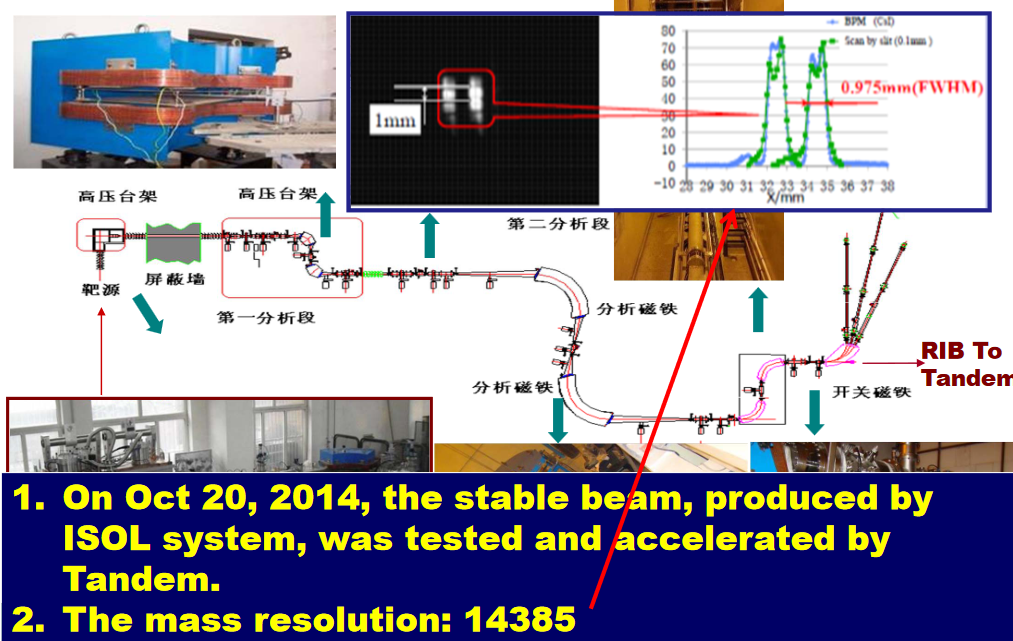 BPM (CsI)
Scan by slit (0.1mm)
80
70
60
50
40
30
20
10
0
-10
28 29 30 31 32 33 34 35 36 37 38
X/mm
0.975mm(FWHM)
1mm
高压台架
高压台架
第二分析段
靶源
屏蔽墙
第一分析段
分析磁铁
分析磁铁
开关磁铁
RIB To
Tandem
1. On Oct 20, 2014, the stable beam, produced by
ISOL system, was tested and accelerated by
Tandem.
2. The mass resolution: 14385